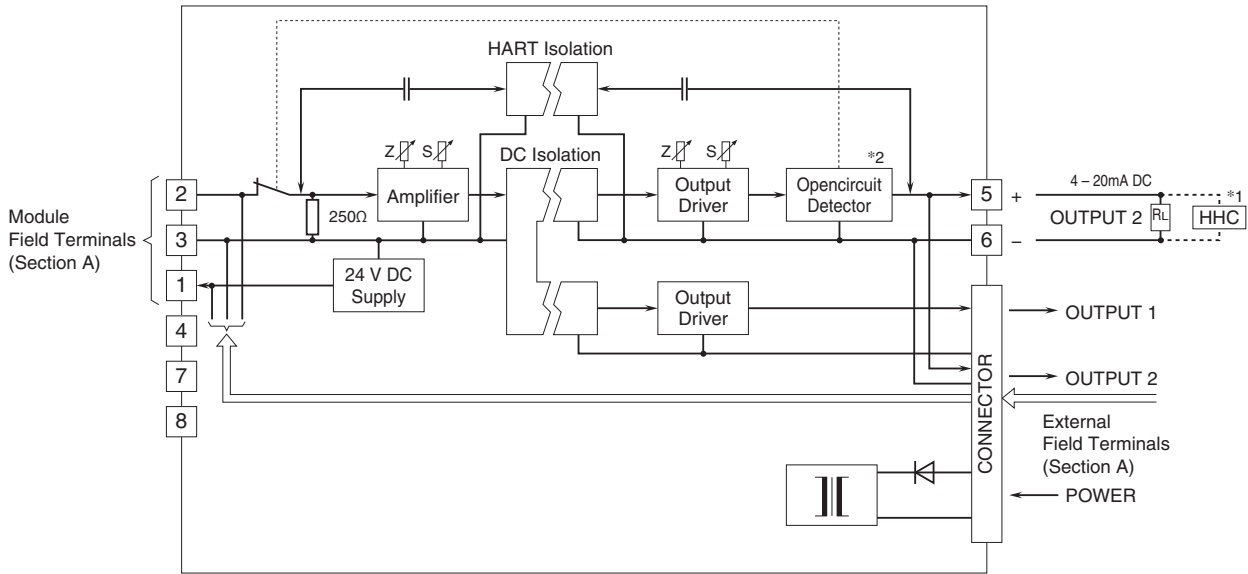 HART Isolation
Z S DC Isolation Z S *2
2 Amplifier Output Driver Opencircuit Detector 5 + 4 – 20mA DC *1
250Ω OUTPUT 2 RL HHC
Module
Field Terminals
(Section A)
3 6 –
1 24 V DC
Supply
Output
Driver
OUTPUT 1
4
7 OUTPUT 2
8
CONNECTOR
External
Field Terminals
(Section A)
POWER